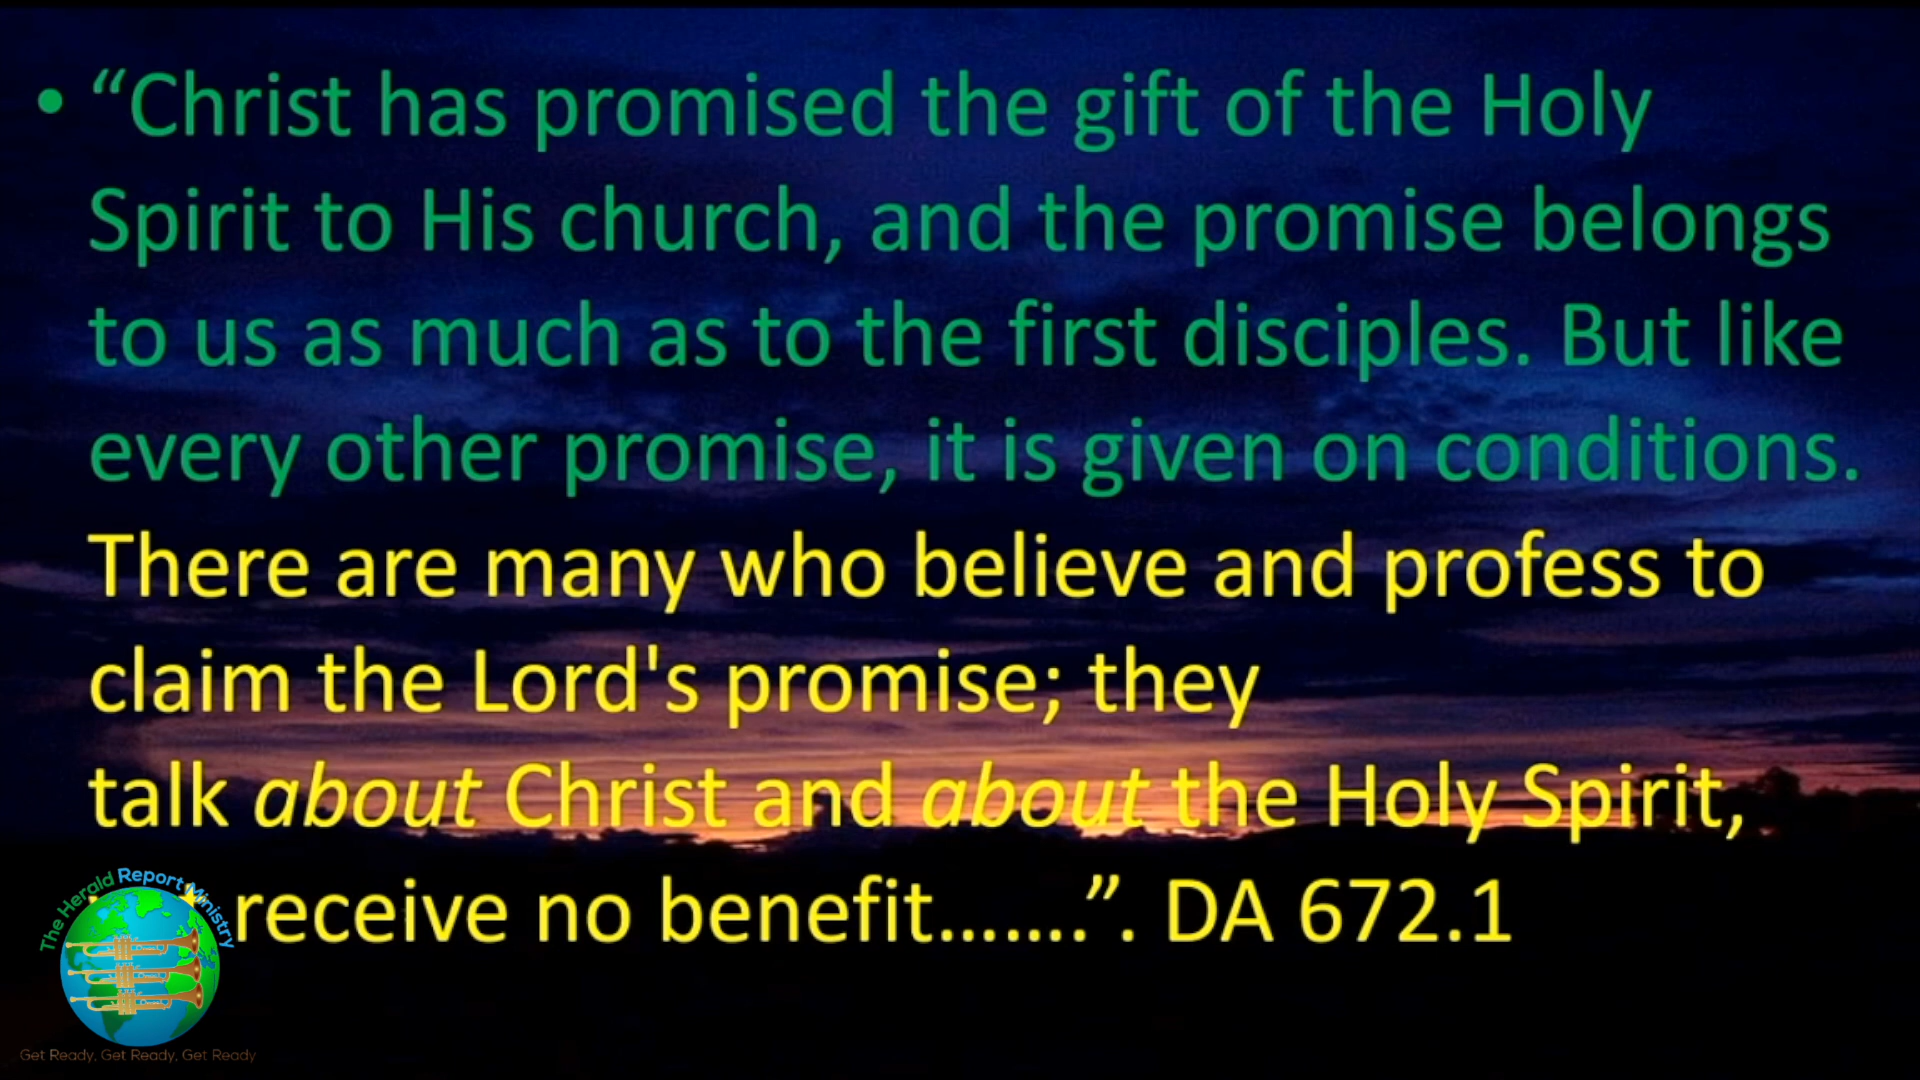 • “Christ has promised the gift of the Holy
Spirit to His church, and the promise belongs
to us as much as to the first disciples. But like
every other promise, it is given on conditions.
There are many who believe and profess to
claim the Lord's promise; they
talk about Christ and about the Holy Spirit,
receive no benefit.......”. DA 672.1
The Herald Report Ministry
Get Ready, Get Ready, Get Ready